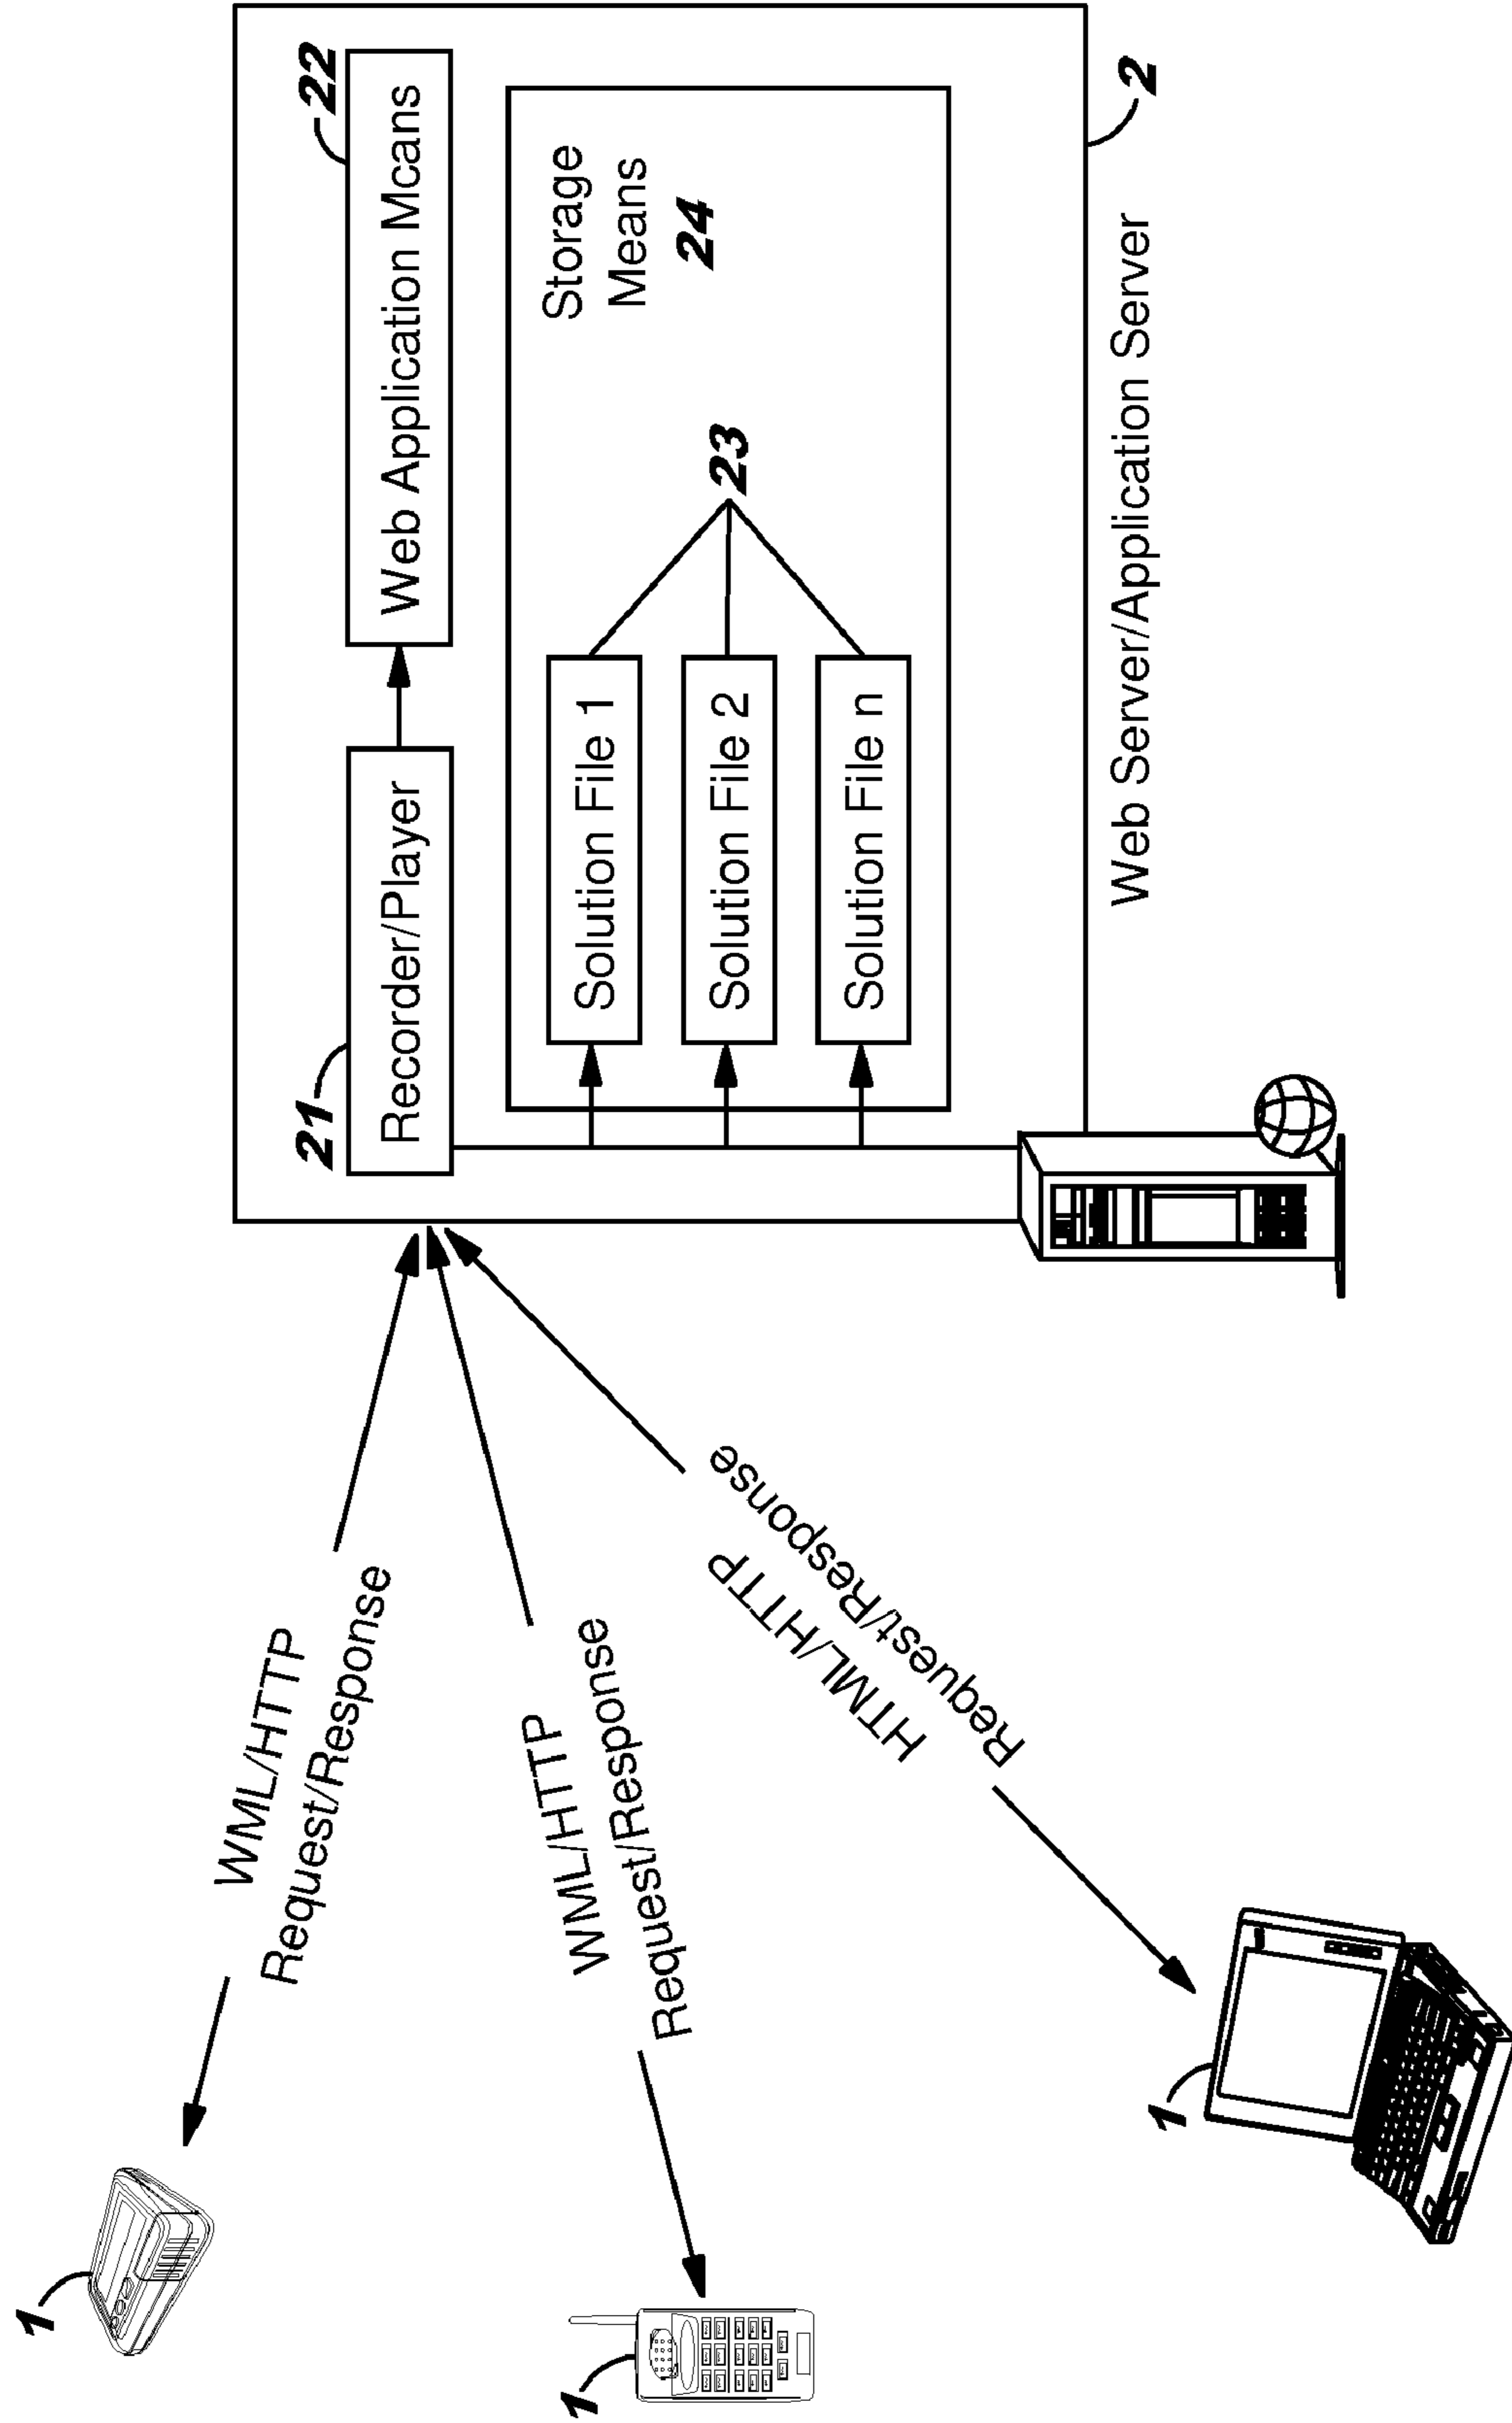 1
WML/HTTP
Request/Response
21
22
Recorder/Player
Web Application Mcans
1
WML/HTTP
Request/Response
Solution File 1
Solution File 2
Solution File n
23
Storage
Means
24
HTML/HTTP
Request/Response
1
2
Web Server/Application Server